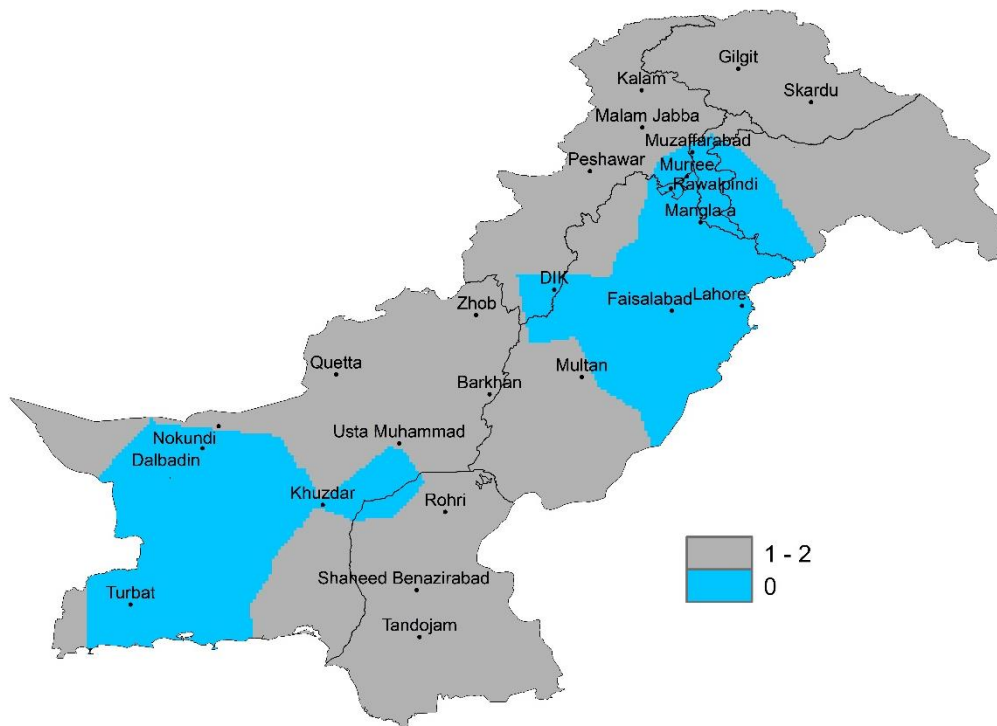 Gilgit
Kalam
Skardu
Malam Jabba
Muzaffarabad
Peshawar
Murree
Rawalpindi
Mangla a
DIK
Zhob
Faisalabad
Lahore
Quetta
Multan
Barkhan
Nokundi
Usta Muhammad
Dalbadin
Khuzdar
Rohri
1 - 2
0
Shaheed Benazirabad
Turbat
Tandojam